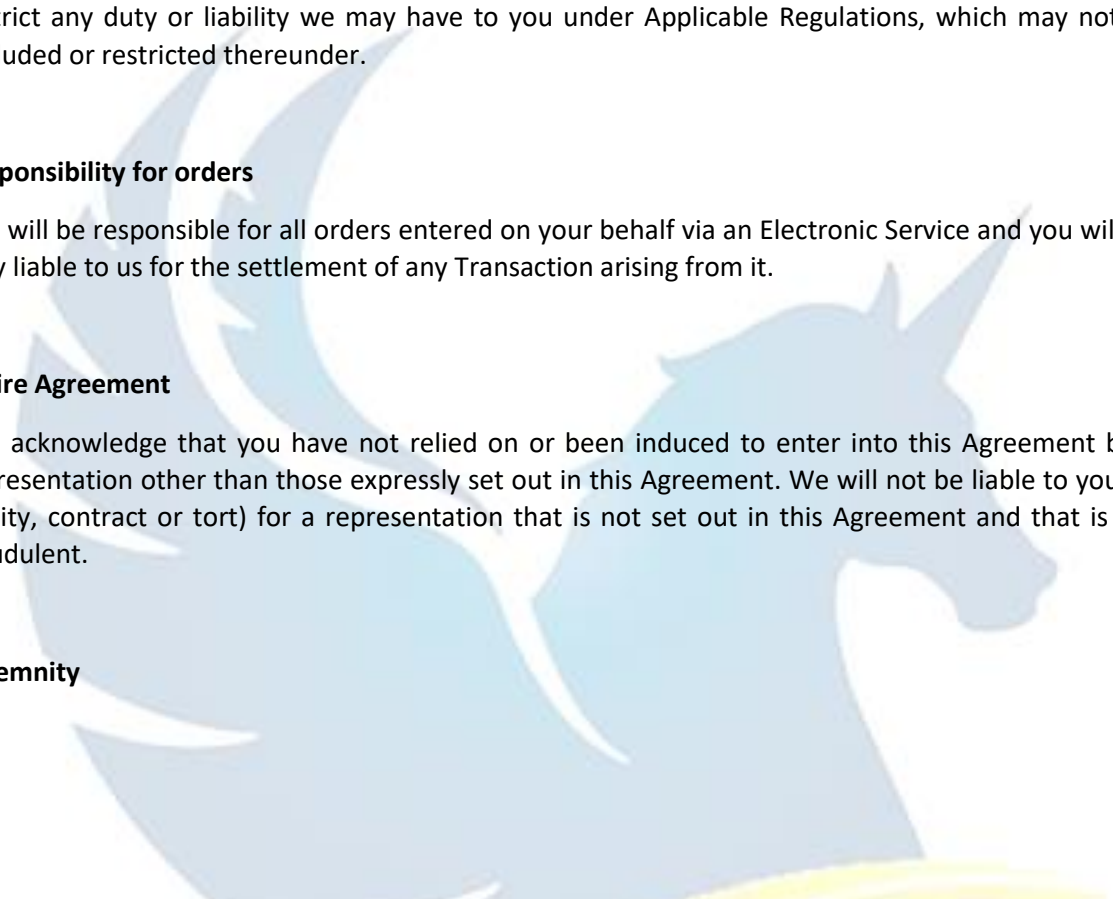 trict any duty or liability we may have to you under Applicable Regulations, which may not
uded or restricted thereunder.
ponsibility for orders
will be responsible for all orders entered on your behalf via an Electronic Service and you wil
y liable to us for the settlement of any Transaction arising from it.
ire Agreement
acknowledge that you have not relied on or been induced to enter into this Agreement b
resentation other than those expressly set out in this Agreement. We will not be liable to you
ity, contract or tort) for a representation that is not set out in this Agreement and that is
udulent.
emnity